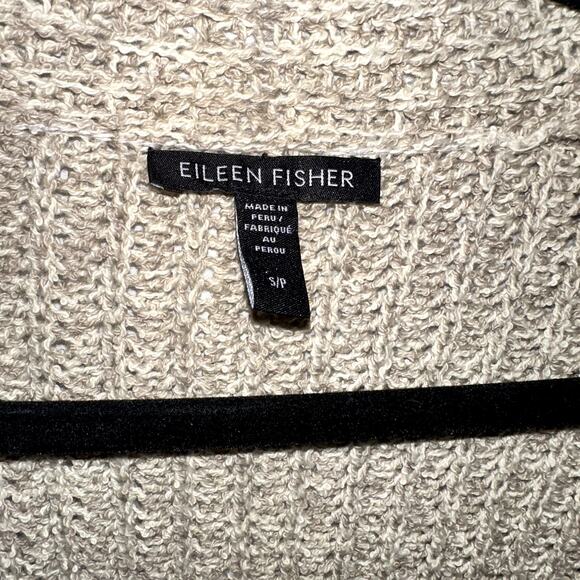 EILEEN FISHER
MADE IN
PERU/
FABRIQUÉ
AU
PEROU
S/P